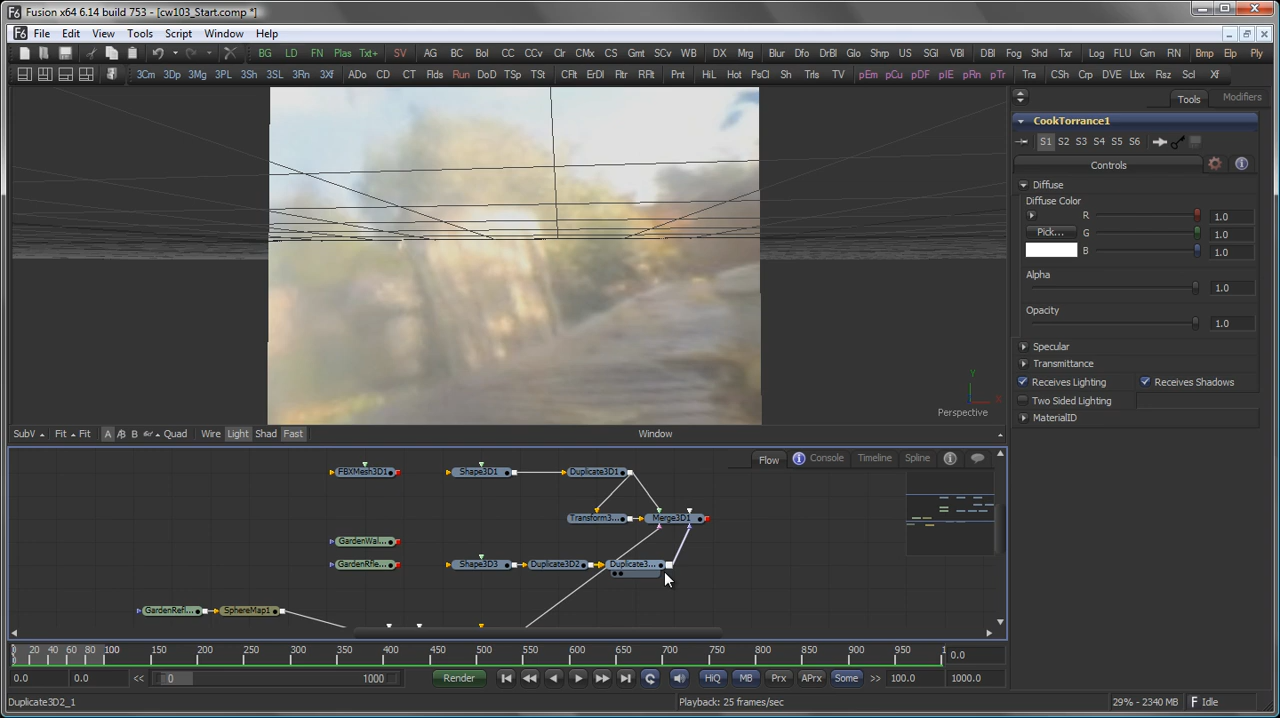 Fusion x64 6.14 build 753 - [cw103_Start.comp *]
File Edit View Tools Script Window Help
BG LD FN Plas Txt+ SV AG BC Bol CC CCv Clr CMx CS Gmt SCv WB DX Mrg Blur Dfo DrBl Glo Shrp US SGl VBl DBl Fog Shd Txr Log FLU Gm RN Bmp Elp Ply
3Cm 3Dp 3Mg 3PL 3Sh 3SL 3Rn 3Xf ADo CD CT Flds Run DoD TSp TSt CFlt ErDl Fltr RFlt Pnt HiL Hot PsCl Sh Trls TV pEm pCu pDF pIE pRn pTr Tra CSh Crp DVE Lbx Rsz Scl Xf
Tools Modifiers
CookTorrance1
S1 S2 S3 S4 S5 S6
Controls
Diffuse
Diffuse Color
R 1.0
Pick... G 1.0
B 1.0
Alpha
1.0
Opacity
1.0
Specular
Transmittance
Receives Lighting Receives Shadows
Two Sided Lighting
MaterialID
Y
X
Perspective
SubV Fit Fit A B Quad Wire Light Shad Fast Window
Flow Console Timeline Spline
FBXMesh3D1 Shape3D1 Duplicate3D1
Transform3... Merge3D1
GardenWal...
GardenRfle... Shape3D3 Duplicate3D2 Duplicate3...
GardenRefl... SphereMap1
0 20 40 60 80 100 150 200 250 300 350 400 450 500 550 600 650 700 750 800 850 900 950 1 0.0
0.0 0.0 << 0 1000 Render HiQ MB Prx APrx Some >> 100.0 1000.0
Duplicate3D2_1 Playback: 25 frames/sec 29% - 2340 MB Idle